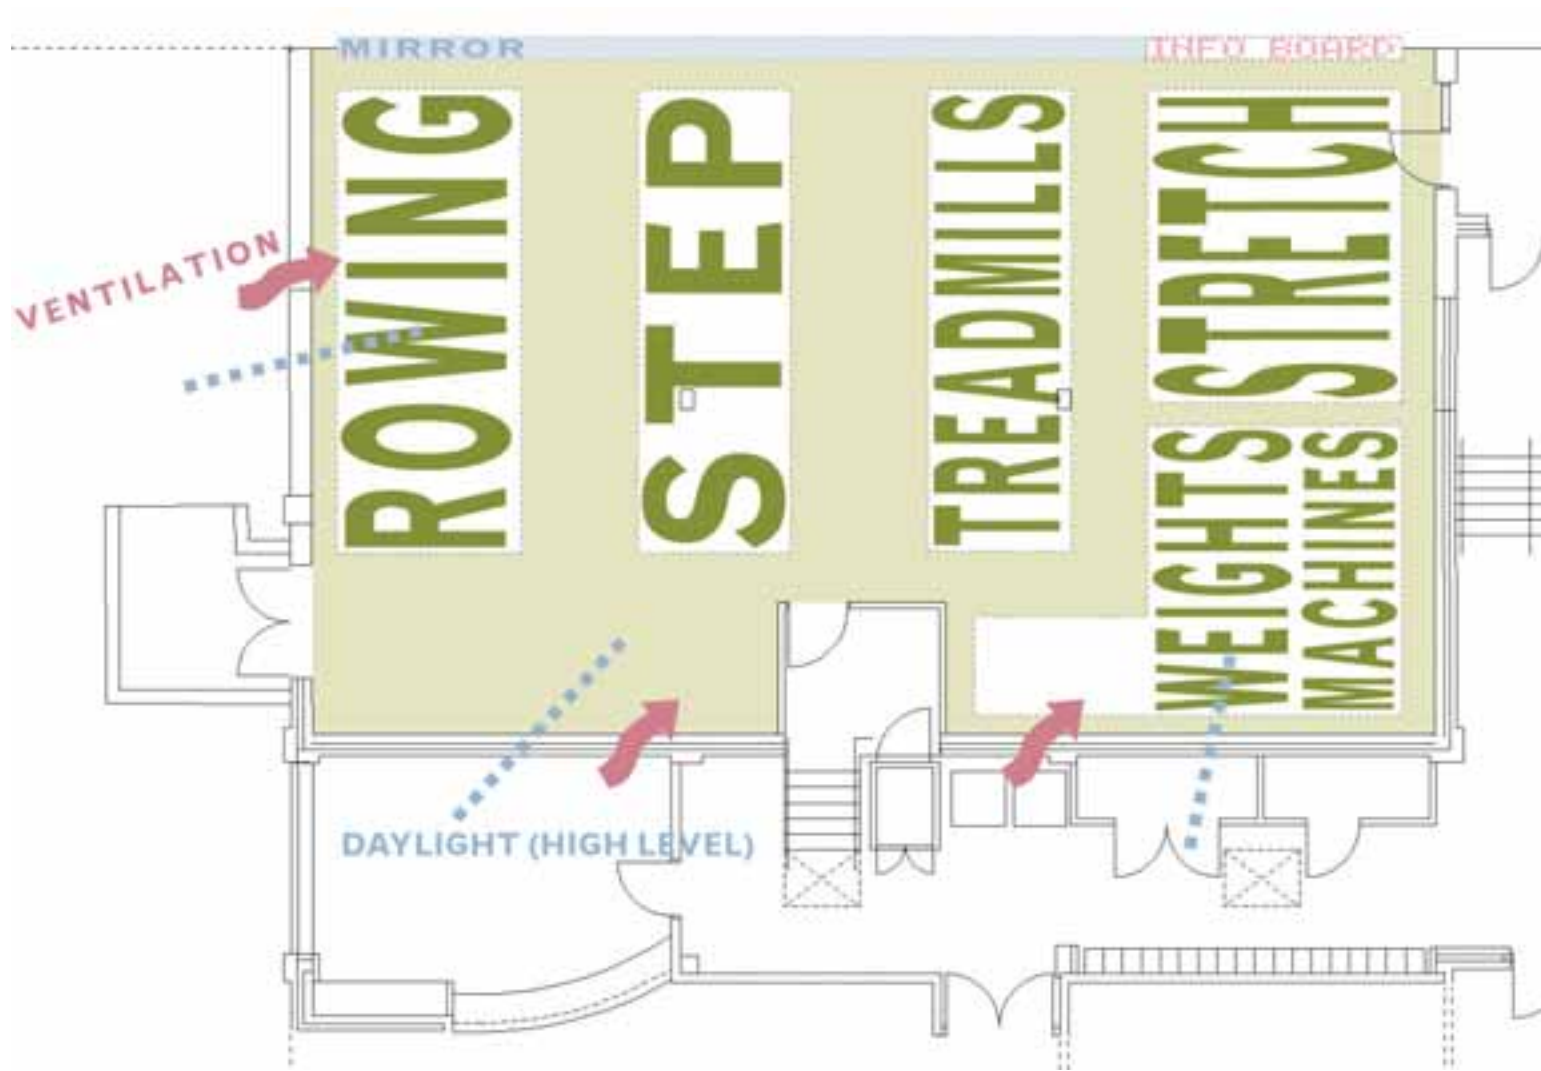 MIRROR
INFO BOARD
ROWING
STEP
TREADMILLS
STRETCH
VENTILATION
WEIGHTS
MACHINES
DAYLIGHT (HIGH LEVEL)